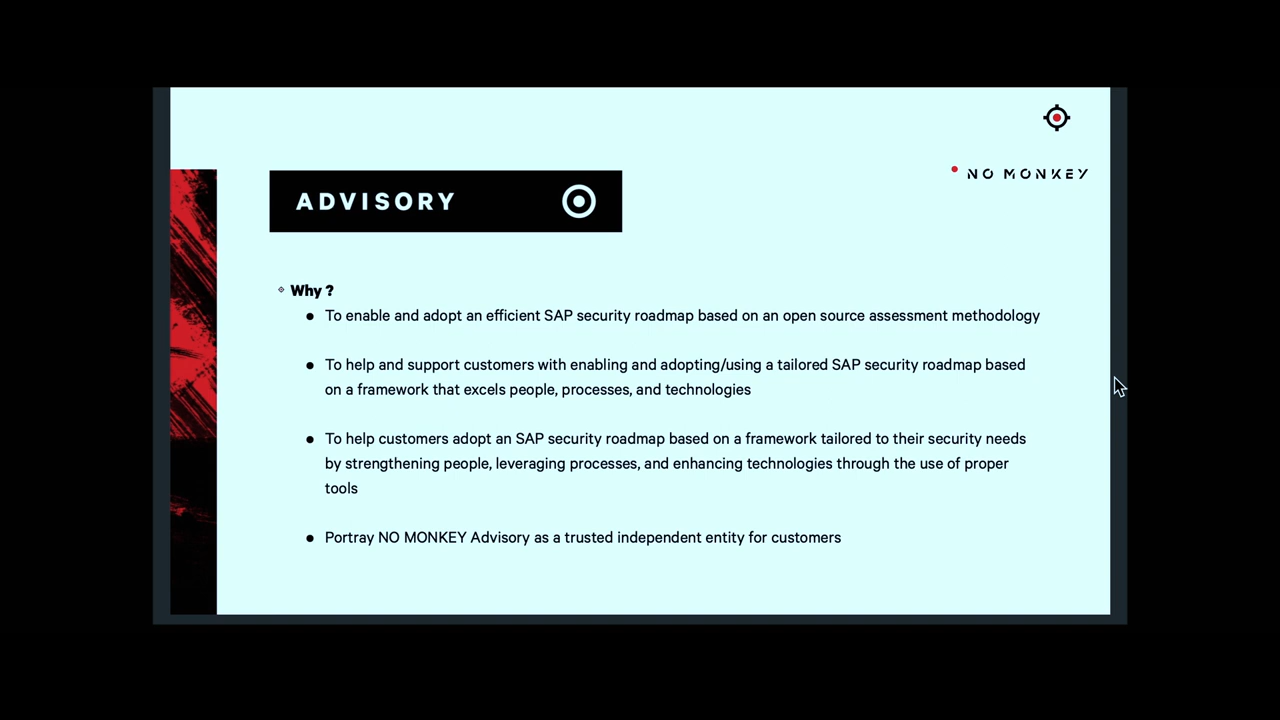 NO MONKEY
ADVISORY
Why ?
To enable and adopt an efficient SAP security roadmap based on an open source assessment methodology
To help and support customers with enabling and adopting/using a tailored SAP security roadmap based
on a framework that excels people, processes, and technologies
To help customers adopt an SAP security roadmap based on a framework tailored to their security needs
by strengthening people, leveraging processes, and enhancing technologies through the use of proper
tools
Portray NO MONKEY Advisory as a trusted independent entity for customers